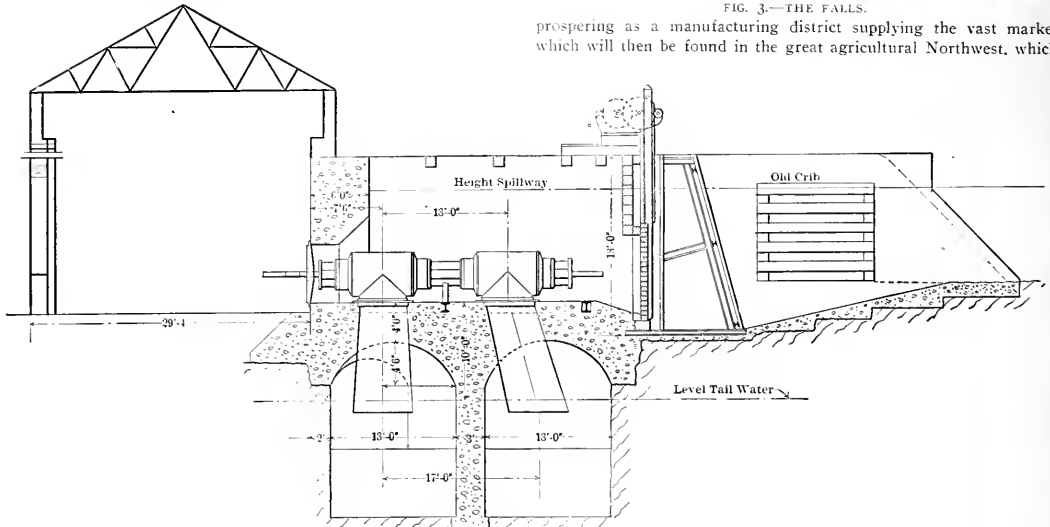 FIG. 3.—THE FALLS.
prospering as a manufacturing district supplying the vast marke
which will then be found in the great agricultural Northwest. whic
Old Crib
Height Spillway
6'0"
7'6"
13'-0"
13'-0"
29'-4
4'0"
4'6"
10'-0"
Level Tail Water
2'
13'-0"
3'
13'-0"
17'-0"